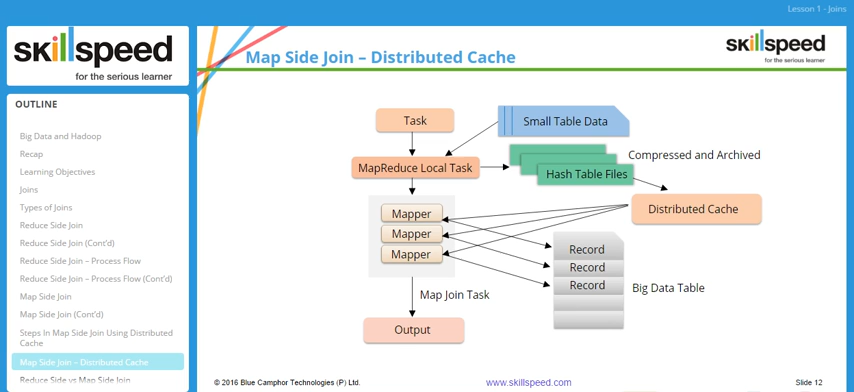 Lesson 1 - Joins
skillspeed
for the serious learner
OUTLINE
Big Data and Hadoop
Recap
Learning Objectives
Joins
Types of Joins
Reduce Side Join
Reduce Side Join (Cont'd)
Reduce Side Join – Process Flow
Reduce Side Join – Process Flow (Cont'd)
Map Side Join
Map Side Join (Cont'd)
Steps In Map Side Join Using Distributed
Cache
Map Side Join – Distributed Cache
Reduce Side vs Map Side Join
Map Side Join – Distributed Cache
skillspeed
for the serious learner
Task
Small Table Data
Compressed and Archived
MapReduce Local Task
Hash Table Files
Distributed Cache
Mapper
Mapper
Mapper
Record
Record
Record
Big Data Table
Map Join Task
Output
© 2016 Blue Camphor Technologies (P) Ltd.
www.skillspeed.com
Slide 12